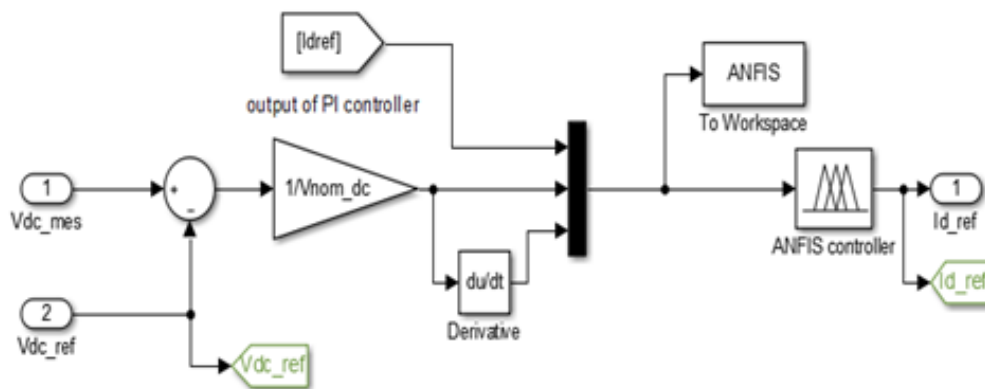 [Idref]
output of PI controller
ANFIS
To Workspace
1
Vdc_mes
+
-
1/Vnom_dc
du/dt
Derivative
ANFIS controller
1
Id_ref
Id_ref
2
Vdc_ref
Vdc_ref